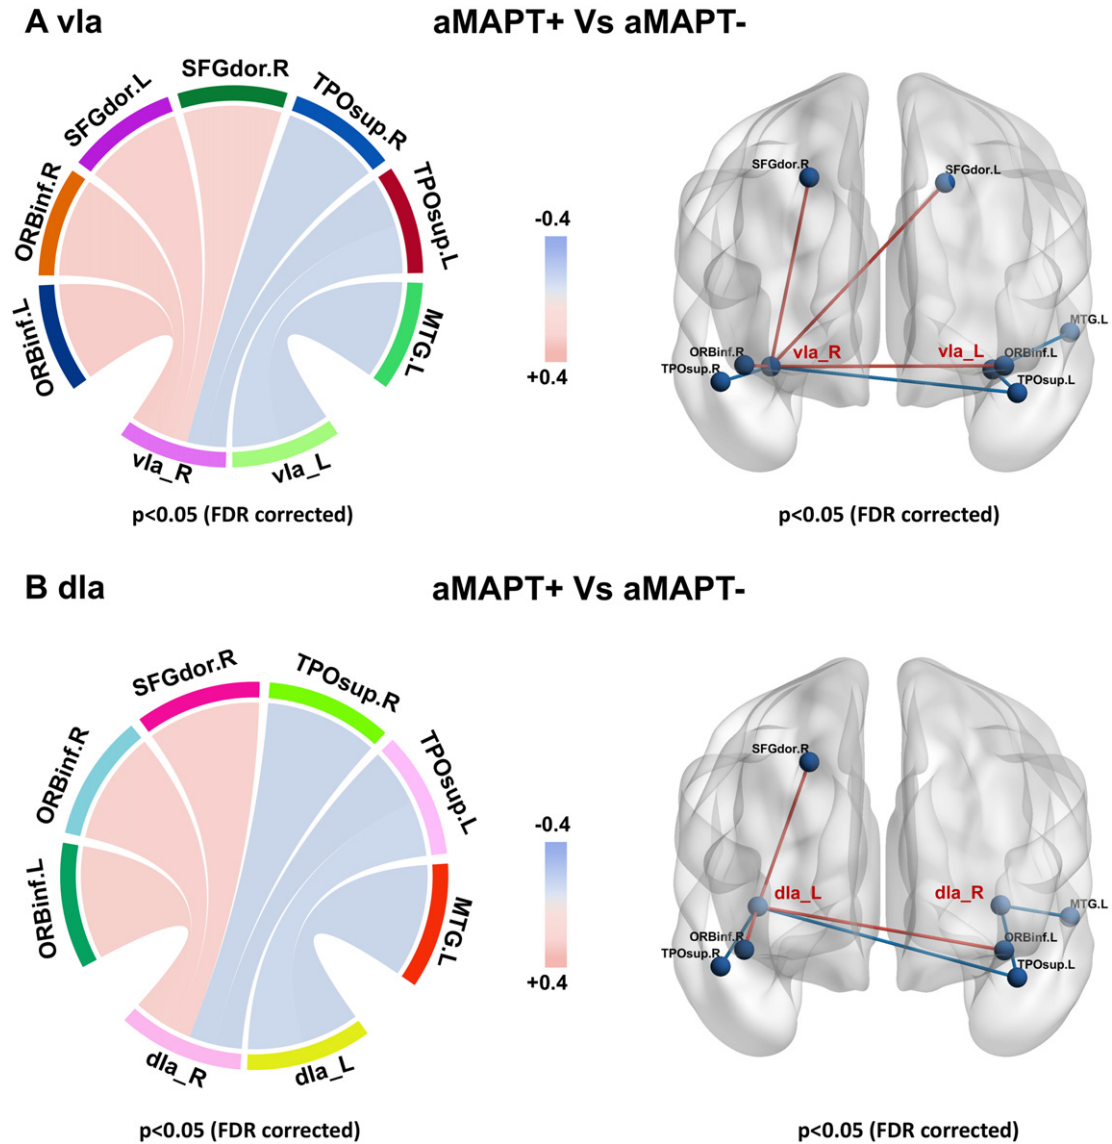 A vla
aMAPT+ Vs aMAPT-
SFGdor.R
SFGdor.L
TPOsup.R
ORBinf.R
TPOsup.L
ORBinf.L
MTG.L
vla_R
vla_L
p<0.05 (FDR corrected)
-0.4
+0.4
SFGdor.R
SFGdor.L
MTG.L
vla_R
vla_L
ORBinf.R
ORBinf.L
TPOsup.R
TPOsup.L
p<0.05 (FDR corrected)
B dla
aMAPT+ Vs aMAPT-
SFGdor.R
TPOsup.R
ORBinf.R
TPOsup.L
ORBinf.L
MTG.L
dla_R
dla_L
p<0.05 (FDR corrected)
-0.4
+0.4
SFGdor.R
dla_L
dla_R
MTG.L
ORBinf.R
ORBinf.L
TPOsup.R
TPOsup.L
p<0.05 (FDR corrected)